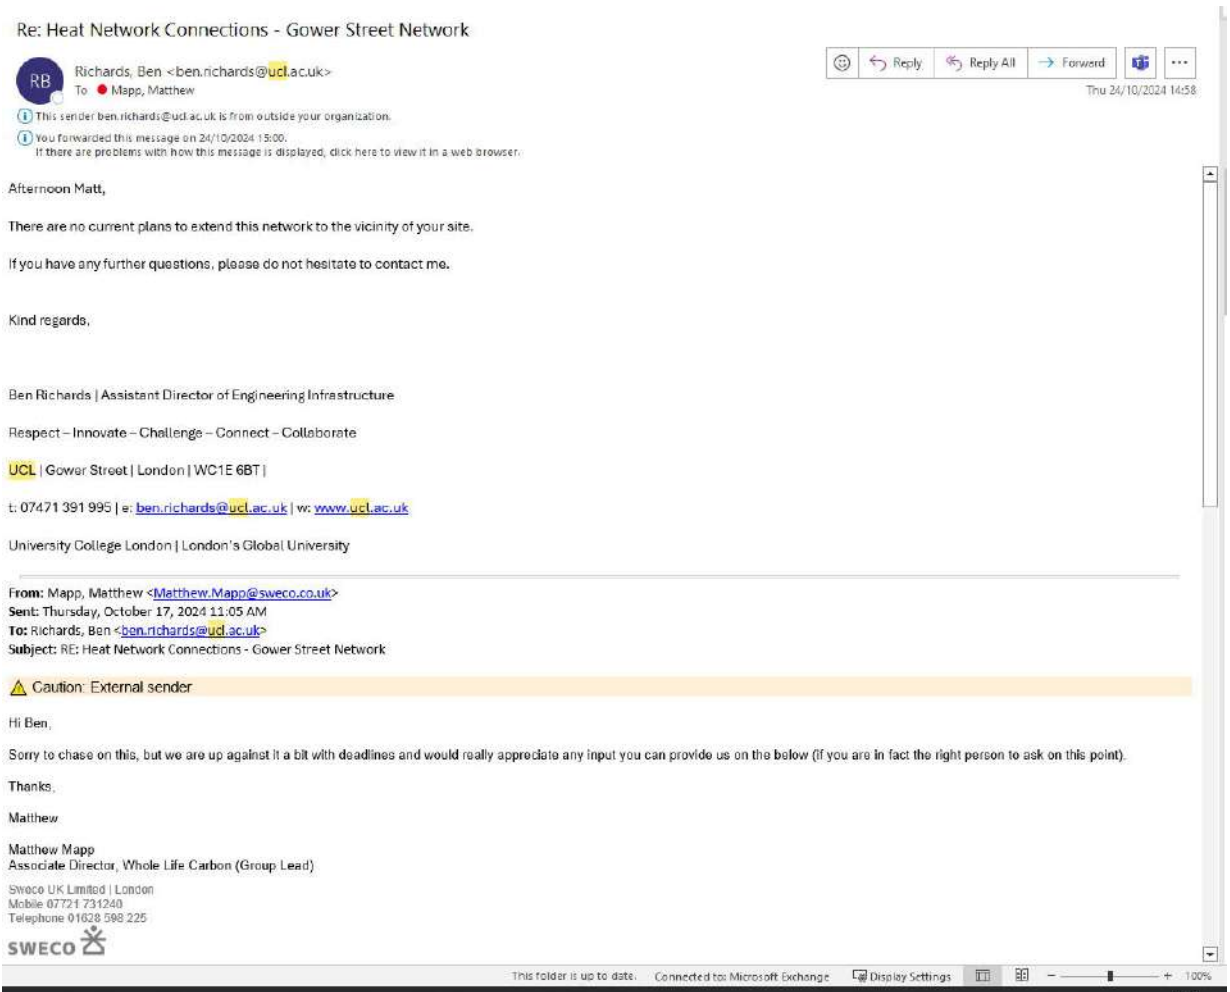 Re: Heat Network Connections - Gower Street Network
RB
Richards, Ben <ben.richards@ucl.ac.uk>
To Mapp, Matthew
Reply
Reply All
Forward
Thu 24/10/2024 14:58
This sender ben.richards@ucl.ac.uk is from outside your organization.
You forwarded this message on 24/10/2024 15:00.
If there are problems with how this message is displayed, click here to view it in a web browser.
Afternoon Matt,
There are no current plans to extend this network to the vicinity of your site.
If you have any further questions, please do not hesitate to contact me.
Kind regards,
Ben Richards | Assistant Director of Engineering Infrastructure
Respect – Innovate – Challenge – Connect – Collaborate
UCL | Gower Street | London | WC1E 6BT |
t: 07471 391 995 | e: ben.richards@ucl.ac.uk | w: www.ucl.ac.uk
University College London | London's Global University
From: Mapp, Matthew <Matthew.Mapp@sweco.co.uk>
Sent: Thursday, October 17, 2024 11:05 AM
To: Richards, Ben <ben.richards@ucl.ac.uk>
Subject: RE: Heat Network Connections - Gower Street Network
Caution: External sender
Hi Ben,
Sorry to chase on this, but we are up against it a bit with deadlines and would really appreciate any input you can provide us on the below (if you are in fact the right person to ask on this point).
Thanks,
Matthew
Matthew Mapp
Associate Director, Whole Life Carbon (Group Lead)
Sweco UK Limited | London
Mobile 07721 731240
Telephone 01628 598 225
SWECO
This folder is up to date. Connected to: Microsoft Exchange Display Settings 100%